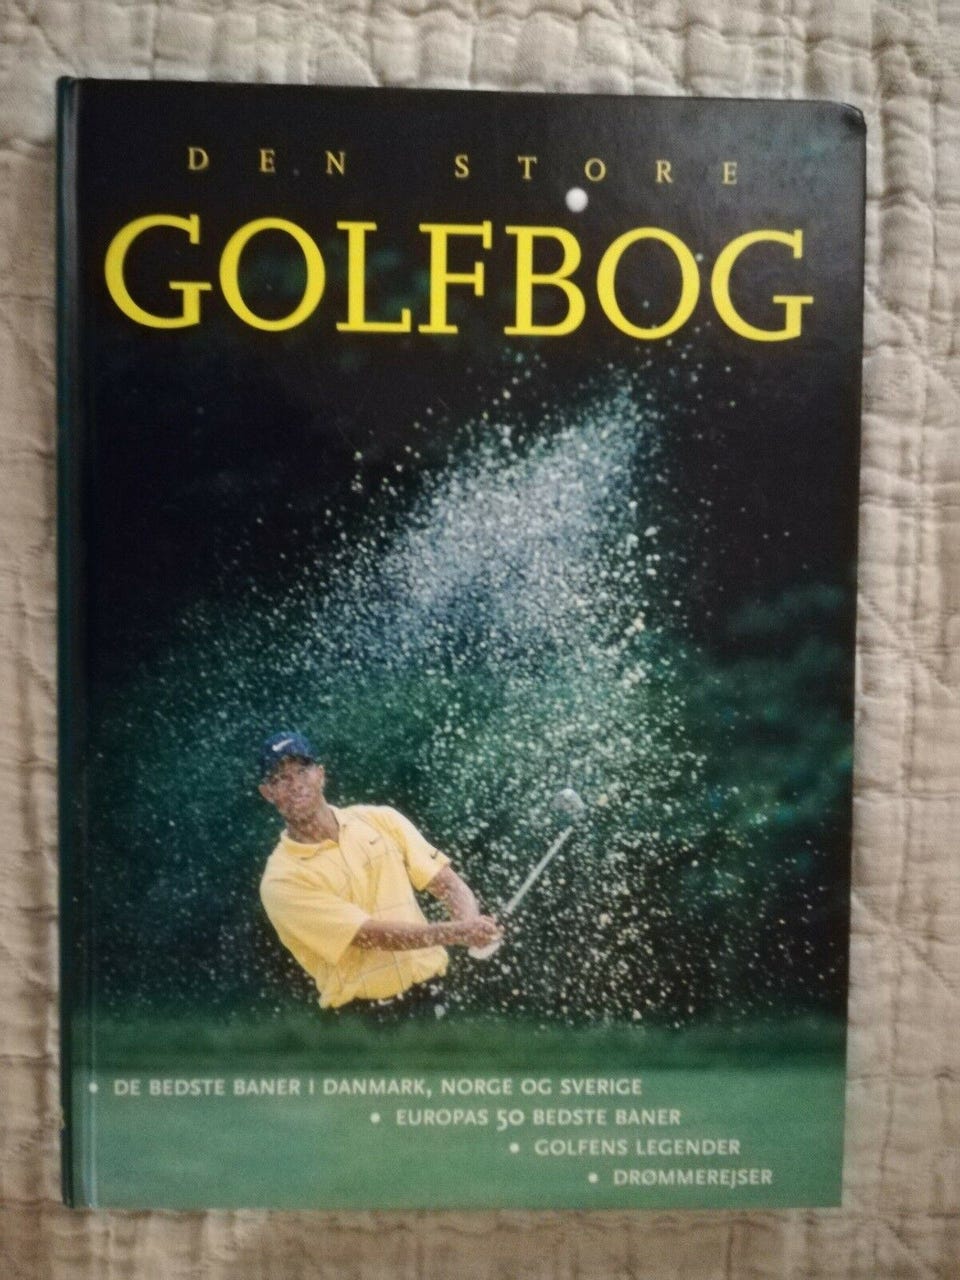 DEN STORE
GOLFBOG
• DE BEDSTE BANER I DANMARK, NORGE OG SVERIGE
• EUROPAS 50 BEDSTE BANER
• GOLFENS LEGENDER
• DRØMMEREJSER